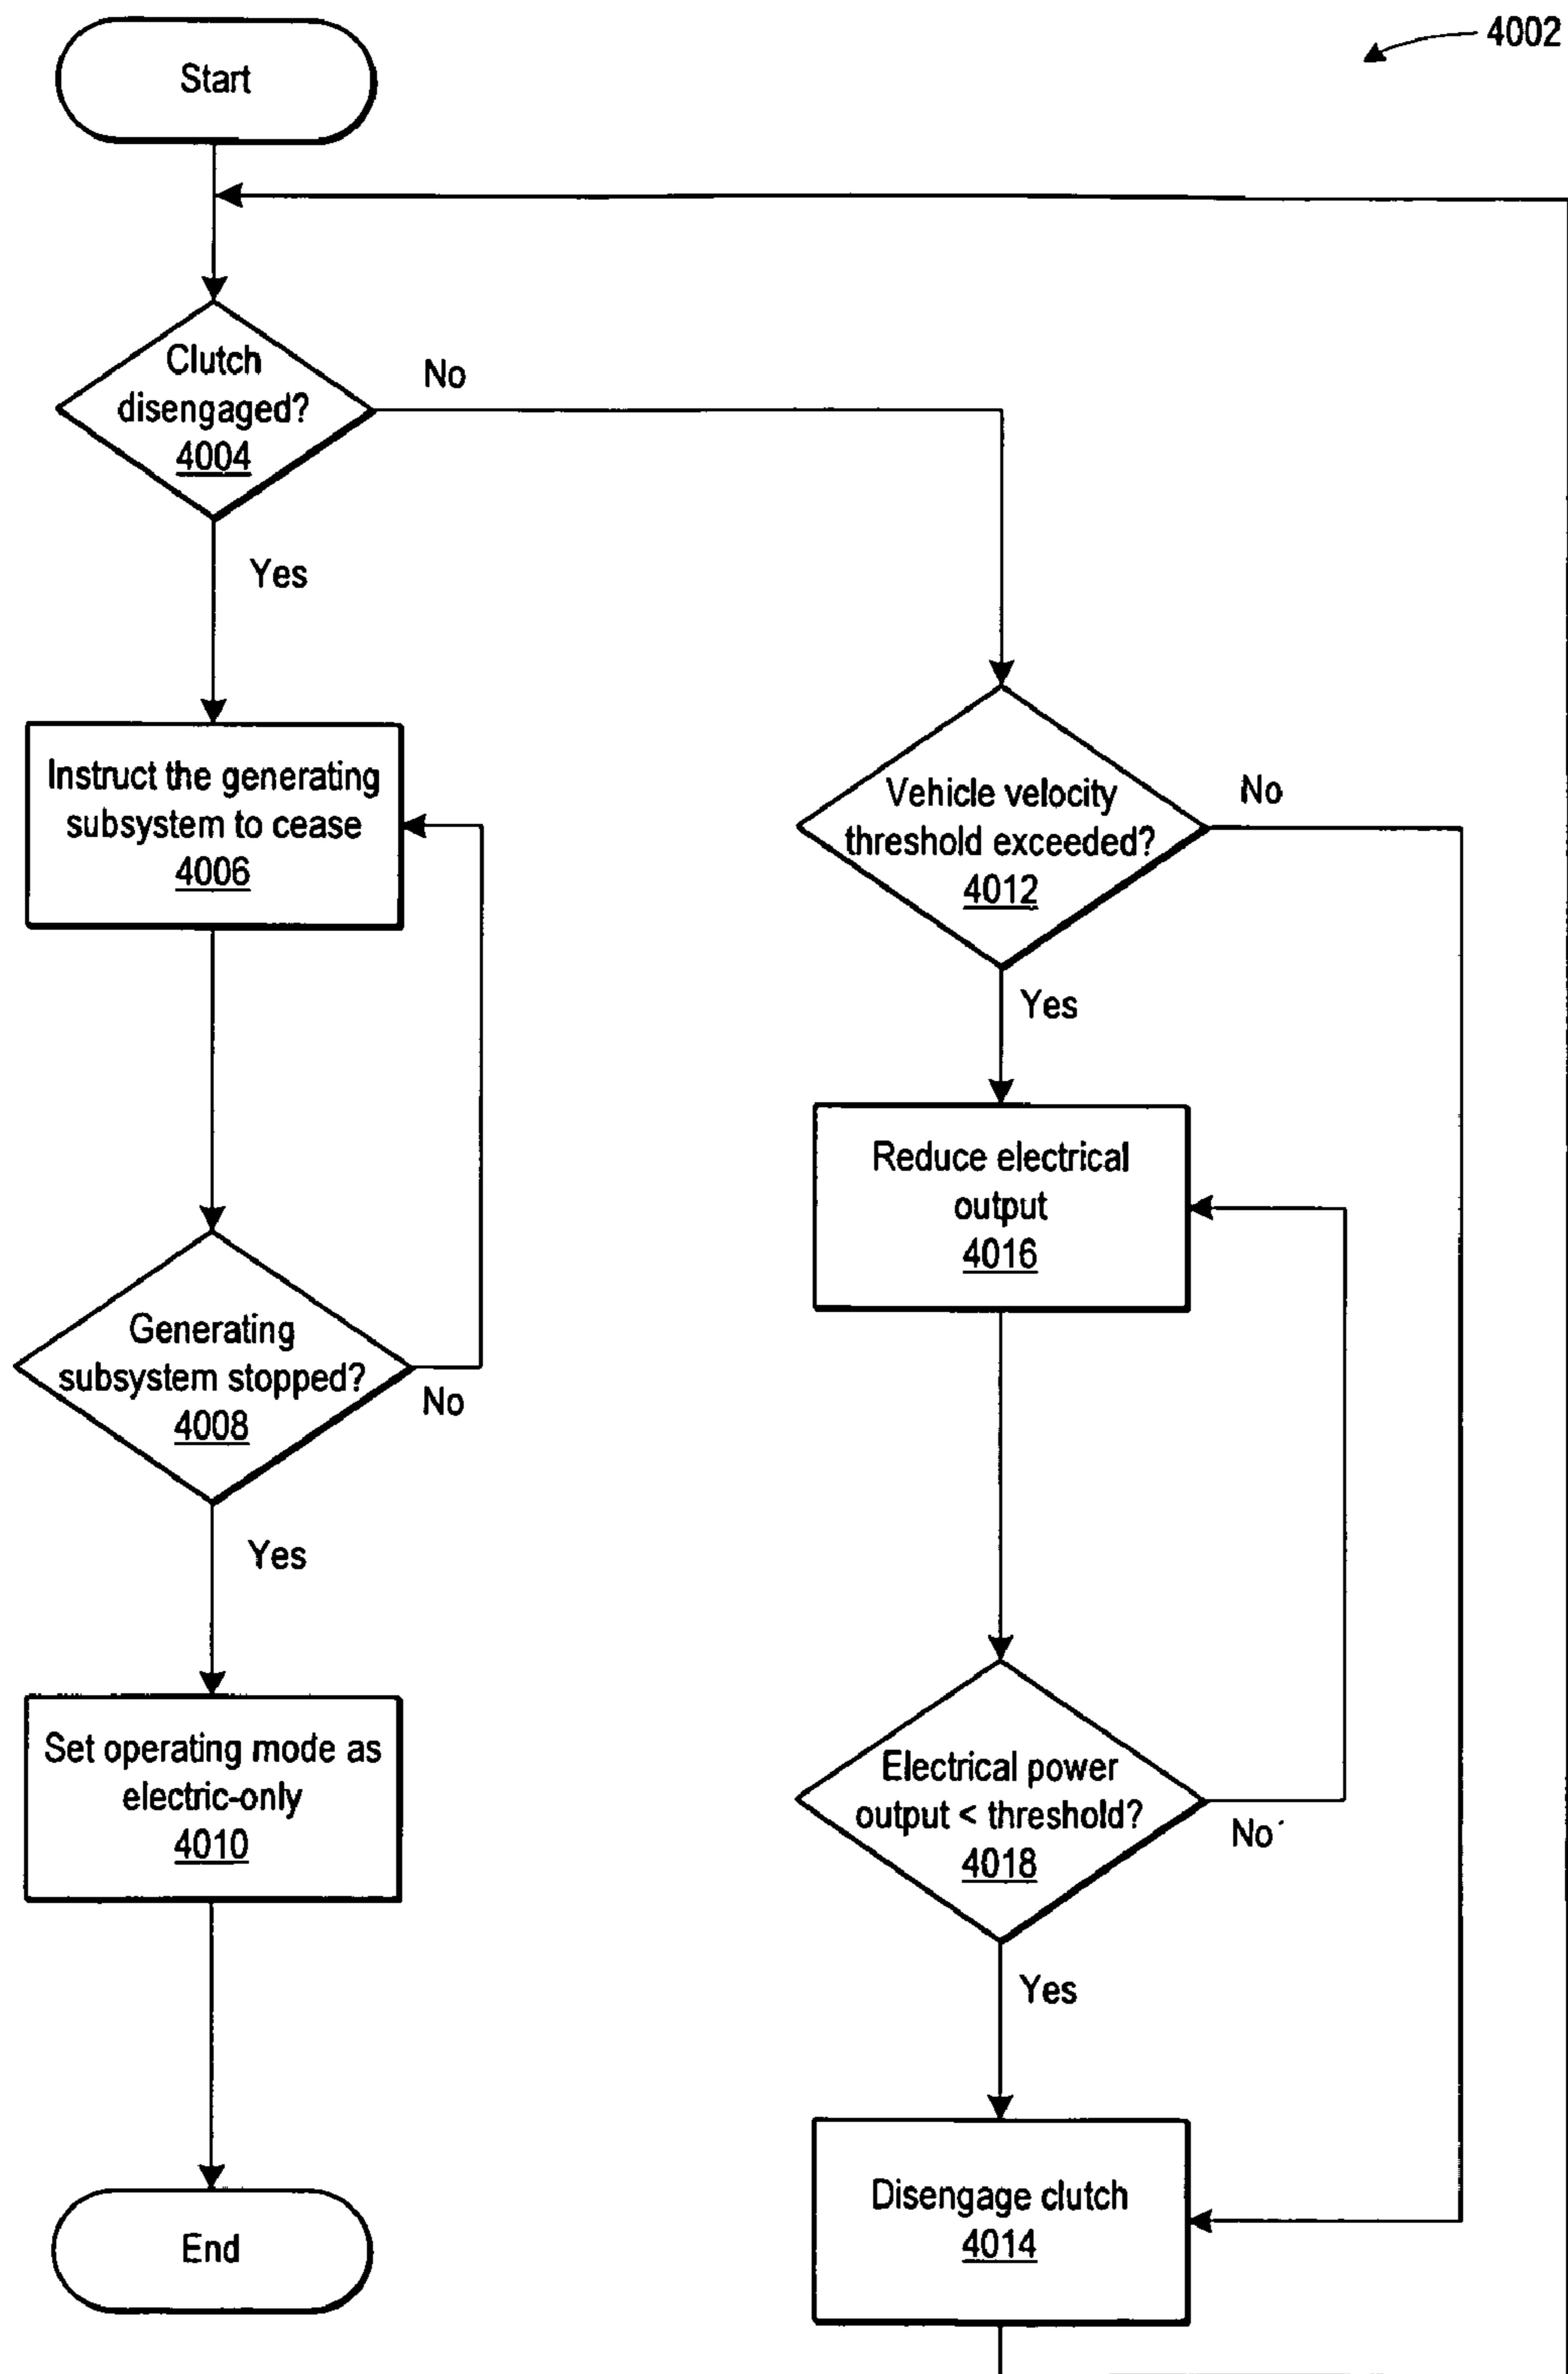 4002
Start
Clutch
disengaged?
4004
No
Yes
Instruct the generating
subsystem to cease
4006
Generating
subsystem stopped?
4008
No
Yes
Set operating mode as
electric-only
4010
End
Vehicle velocity
threshold exceeded?
4012
No
Yes
Reduce electrical
output
4016
Electrical power
output < threshold?
4018
No
Yes
Disengage clutch
4014